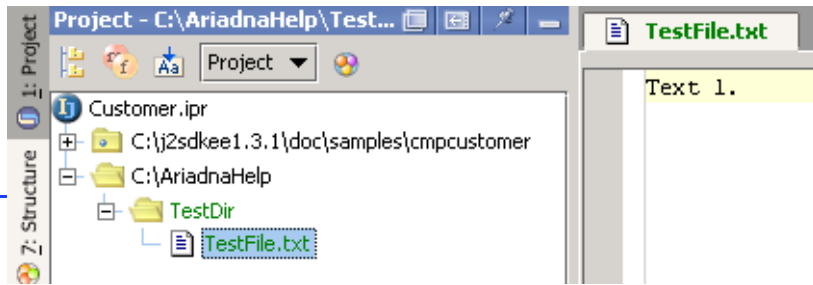 Project - C:\AriadnaHelp\Test...
1: Project
Project
Customer.ipr
C:\j2sdkee1.3.1\doc\samples\cmpcustomer
C:\AriadnaHelp
TestDir
TestFile.txt
7: Structure
TestFile.txt
Text 1.